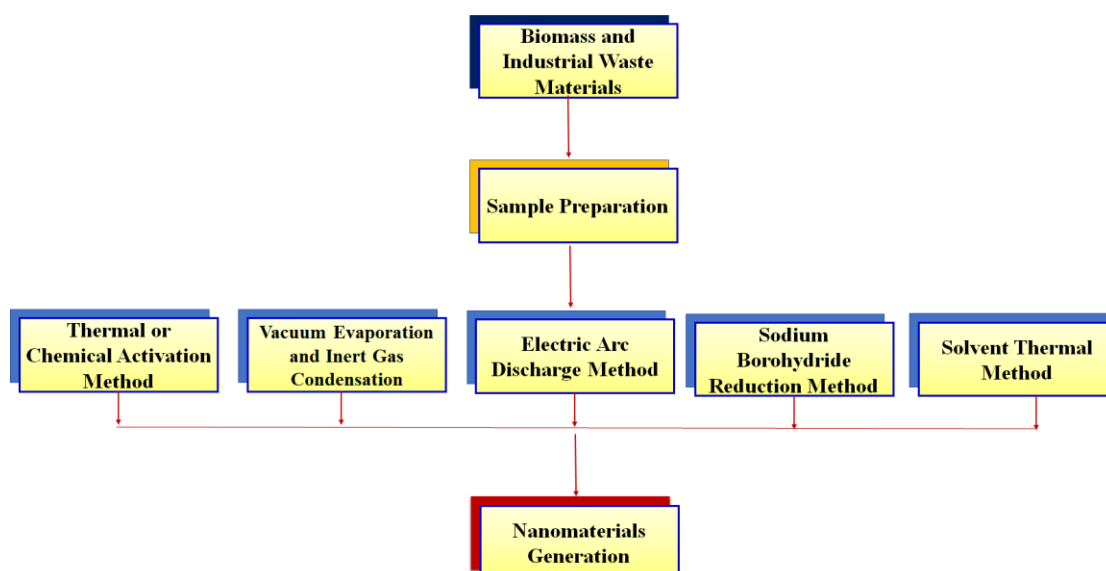 Biomass and
Industrial Waste
Materials
Sample Preparation
Thermal or
Chemical Activation
Method
Vacuum Evaporation
and Inert Gas
Condensation
Electric Arc
Discharge Method
Sodium
Borohydride
Reduction Method
Solvent Thermal
Method
Nanomaterials
Generation